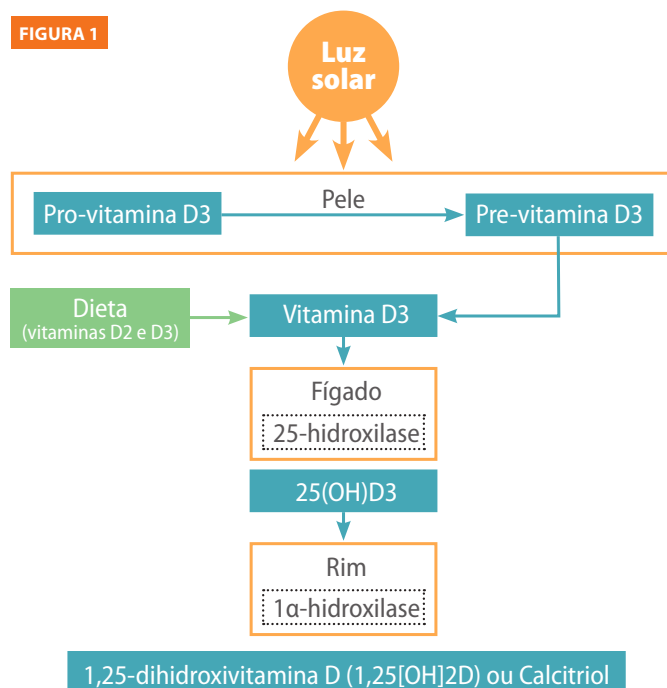 FIGURA 1
Luz
solar
Pele
Pro-vitamina D3
Pre-vitamina D3
Dieta
(vitaminas D2 e D3)
Vitamina D3
Fígado
25-hidroxilase
25(OH)D3
Rim
1α-hidroxilase
1,25-dihidroxivitamina D (1,25[OH]2D) ou Calcitriol